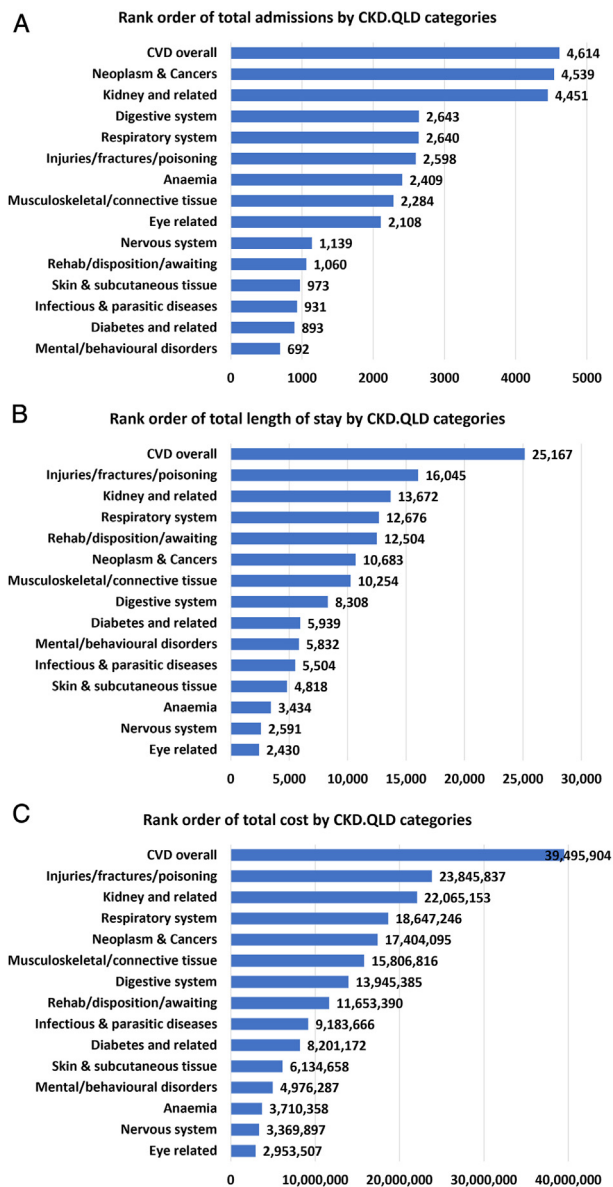 A
Rank order of total admissions by CKD.QLD categories
CVD overall 4,614
Neoplasm & Cancers 4,539
Kidney and related 4,451
Digestive system 2,643
Respiratory system 2,640
Injuries/fractures/poisoning 2,598
Anaemia 2,409
Musculoskeletal/connective tissue 2,284
Eye related 2,108
Nervous system 1,139
Rehab/disposition/awaiting 1,060
Skin & subcutaneous tissue 973
Infectious & parasitic diseases 931
Diabetes and related 893
Mental/behavioural disorders 692
0 1000 2000 3000 4000 5000
B
Rank order of total length of stay by CKD.QLD categories
CVD overall 25,167
Injuries/fractures/poisoning 16,045
Kidney and related 13,672
Respiratory system 12,676
Rehab/disposition/awaiting 12,504
Neoplasm & Cancers 10,683
Musculoskeletal/connective tissue 10,254
Digestive system 8,308
Diabetes and related 5,939
Mental/behavioural disorders 5,832
Infectious & parasitic diseases 5,504
Skin & subcutaneous tissue 4,818
Anaemia 3,434
Nervous system 2,591
Eye related 2,430
0 5,000 10,000 15,000 20,000 25,000 30,000
C
Rank order of total cost by CKD.QLD categories
CVD overall 39,495,904
Injuries/fractures/poisoning 23,845,837
Kidney and related 22,065,153
Respiratory system 18,647,246
Neoplasm & Cancers 17,404,095
Musculoskeletal/connective tissue 15,806,816
Digestive system 13,945,385
Rehab/disposition/awaiting 11,653,390
Infectious & parasitic diseases 9,183,666
Diabetes and related 8,201,172
Skin & subcutaneous tissue 6,134,658
Mental/behavioural disorders 4,976,287
Anaemia 3,710,358
Nervous system 3,369,897
Eye related 2,953,507
0 10,000,000 20,000,000 30,000,000 40,000,000